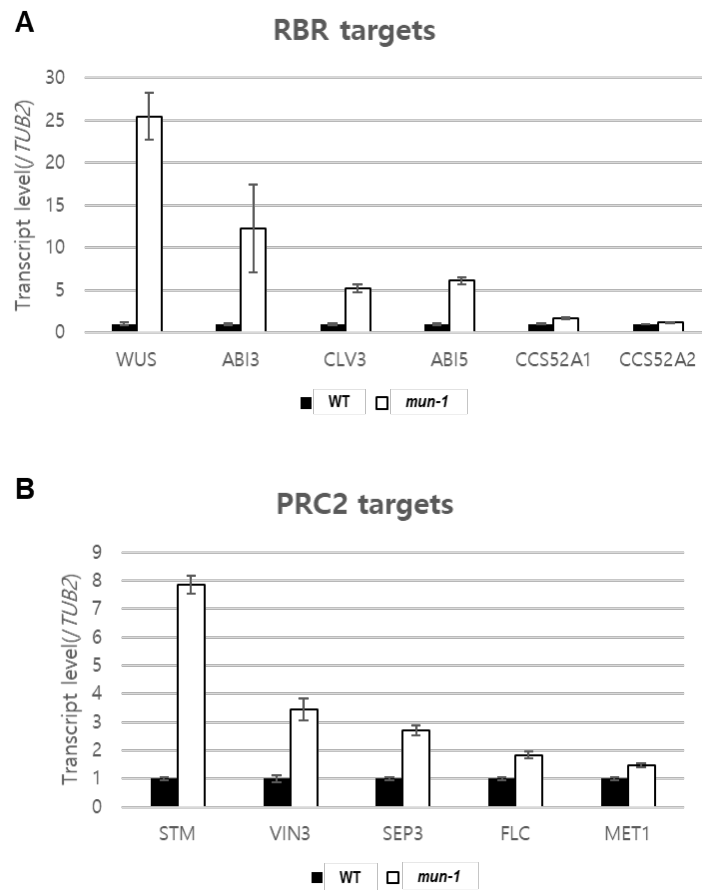 A
RBR targets
Transcript level(/TUB2)
30
25
20
15
10
5
0
WUS ABI3 CLV3 ABI5 CCS52A1 CCS52A2
WT mun-1
B
PRC2 targets
Transcript level(/TUB2)
9
8
7
6
5
4
3
2
1
0
STM VIN3 SEP3 FLC MET1
WT mun-1